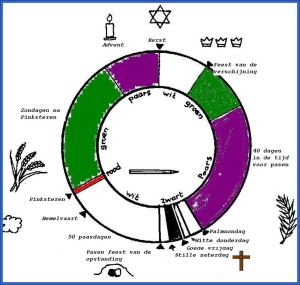 Kerst
Advent
Feest van de
verschijning
Zondagen na
Pinksteren
paars
wit
groen
groen
40 dagen
in de tijd
voor pasen
Paars
rood
wit
zwart
Pinksteren
Hemelvaart
50 paasdagen
Pasen feest van de
opstanding
Palmzondag
Witte donderdag
Goede vrijdag
Stille zaterdag